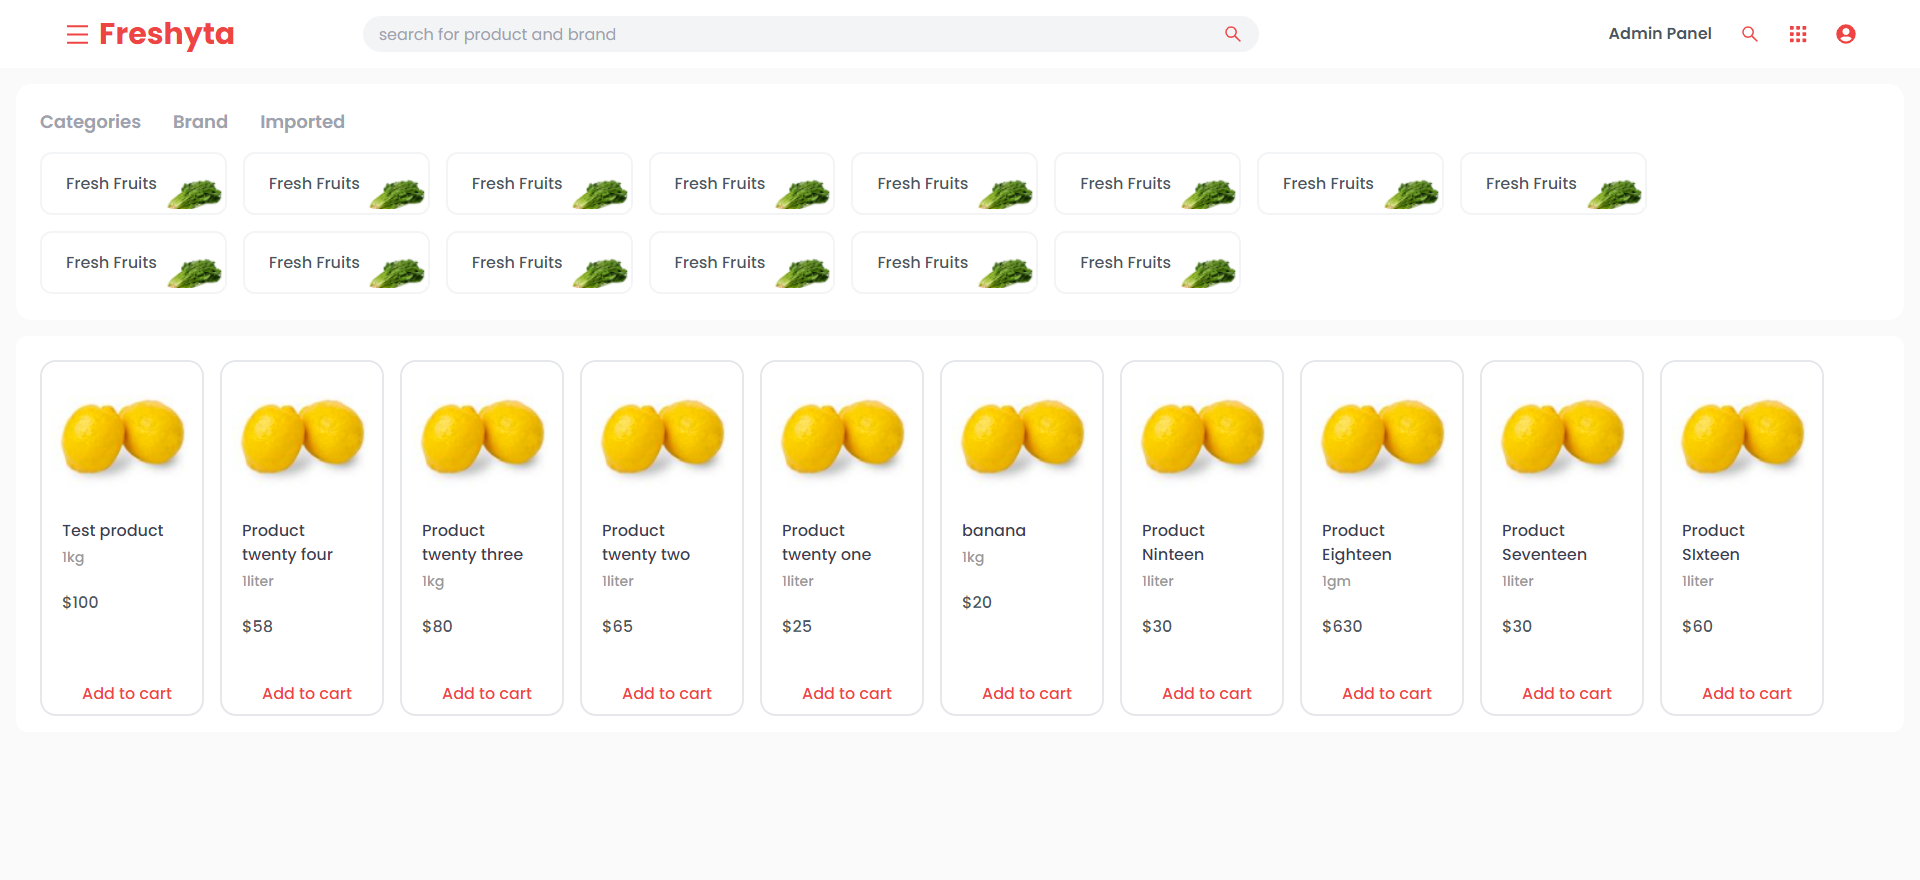 Freshyta
search for product and brand
Admin Panel
Categories Brand Imported
Fresh Fruits Fresh Fruits Fresh Fruits Fresh Fruits Fresh Fruits Fresh Fruits Fresh Fruits Fresh Fruits
Fresh Fruits Fresh Fruits Fresh Fruits Fresh Fruits Fresh Fruits Fresh Fruits
Test product
1kg
$100
Add to cart
Product
twenty four
1liter
$58
Add to cart
Product
twenty three
1kg
$80
Add to cart
Product
twenty two
1liter
$65
Add to cart
Product
twenty one
1liter
$25
Add to cart
banana
1kg
$20
Add to cart
Product
Ninteen
1liter
$30
Add to cart
Product
Eighteen
1gm
$630
Add to cart
Product
Seventeen
1liter
$30
Add to cart
Product
SIxteen
1liter
$60
Add to cart